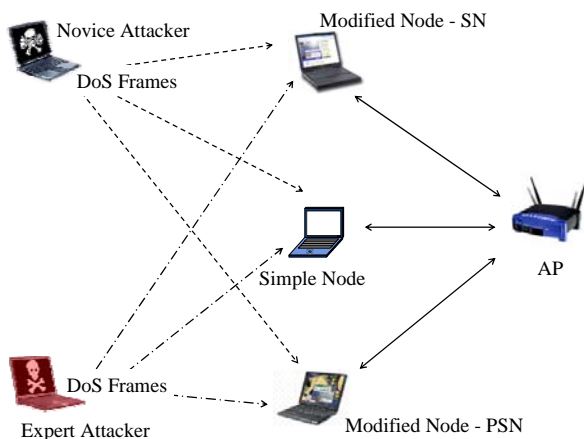 Novice Attacker
Modified Node - SN
DoS Frames
Simple Node
AP
DoS Frames
Expert Attacker
Modified Node - PSN